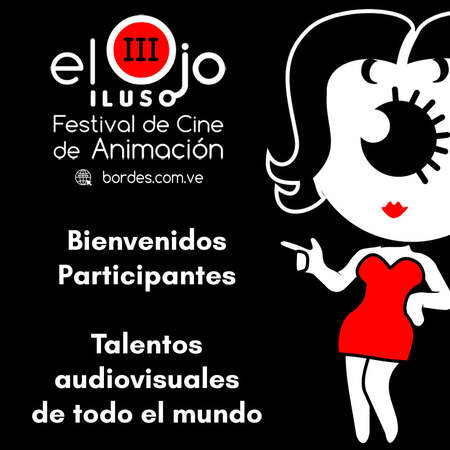 el Ojo
III
ILUSO
Festival de Cine
de Animación
bordes.com.ve
Bienvenidos
Participantes
Talentos
audiovisuales
de todo el mundo